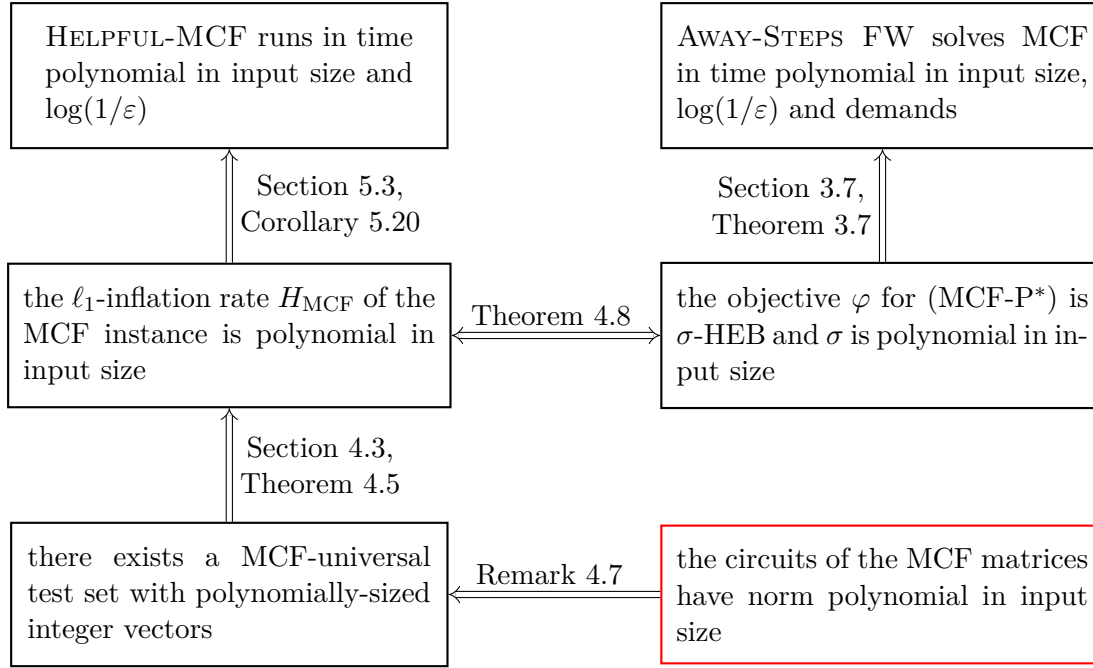 HELPFUL-MCF runs in time
polynomial in input size and
log(1/ε)
AWAY-STEPS FW solves MCF
in time polynomial in input size,
log(1/ε) and demands
Section 5.3,
Corollary 5.20
Section 3.7,
Theorem 3.7
the ℓ₁-inflation rate H_MCF of the
MCF instance is polynomial in
input size
Theorem 4.8
the objective φ for (MCF-P*) is
σ-HEB and σ is polynomial in in-
put size
Section 4.3,
Theorem 4.5
there exists a MCF-universal
test set with polynomially-sized
integer vectors
Remark 4.7
the circuits of the MCF matrices
have norm polynomial in input
size